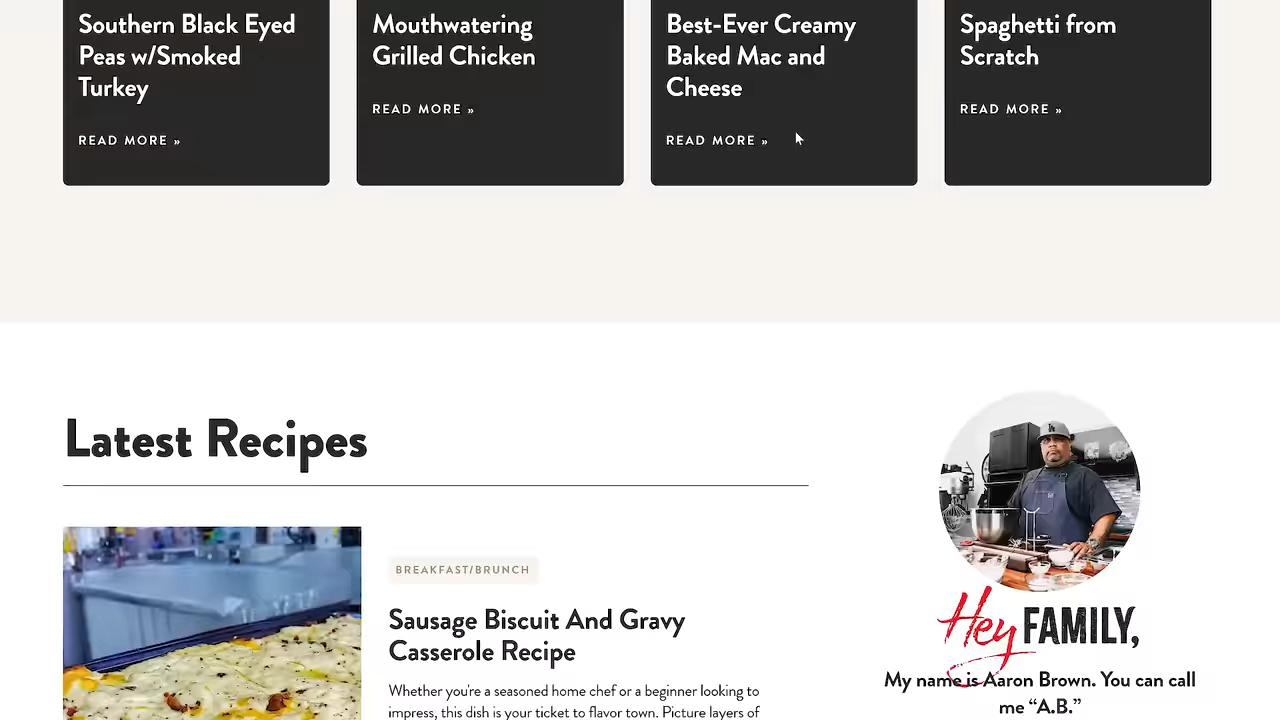 Southern Black Eyed
Peas w/Smoked
Turkey
READ MORE »
Mouthwatering
Grilled Chicken
READ MORE »
Best-Ever Creamy
Baked Mac and
Cheese
READ MORE »
Spaghetti from
Scratch
READ MORE »
Latest Recipes
BREAKFAST/BRUNCH
Sausage Biscuit And Gravy
Casserole Recipe
Whether you're a seasoned home chef or a beginner looking to
impress, this dish is your ticket to flavor town. Picture layers of
Hey FAMILY,
My name is Aaron Brown. You can call
me “A.B.”